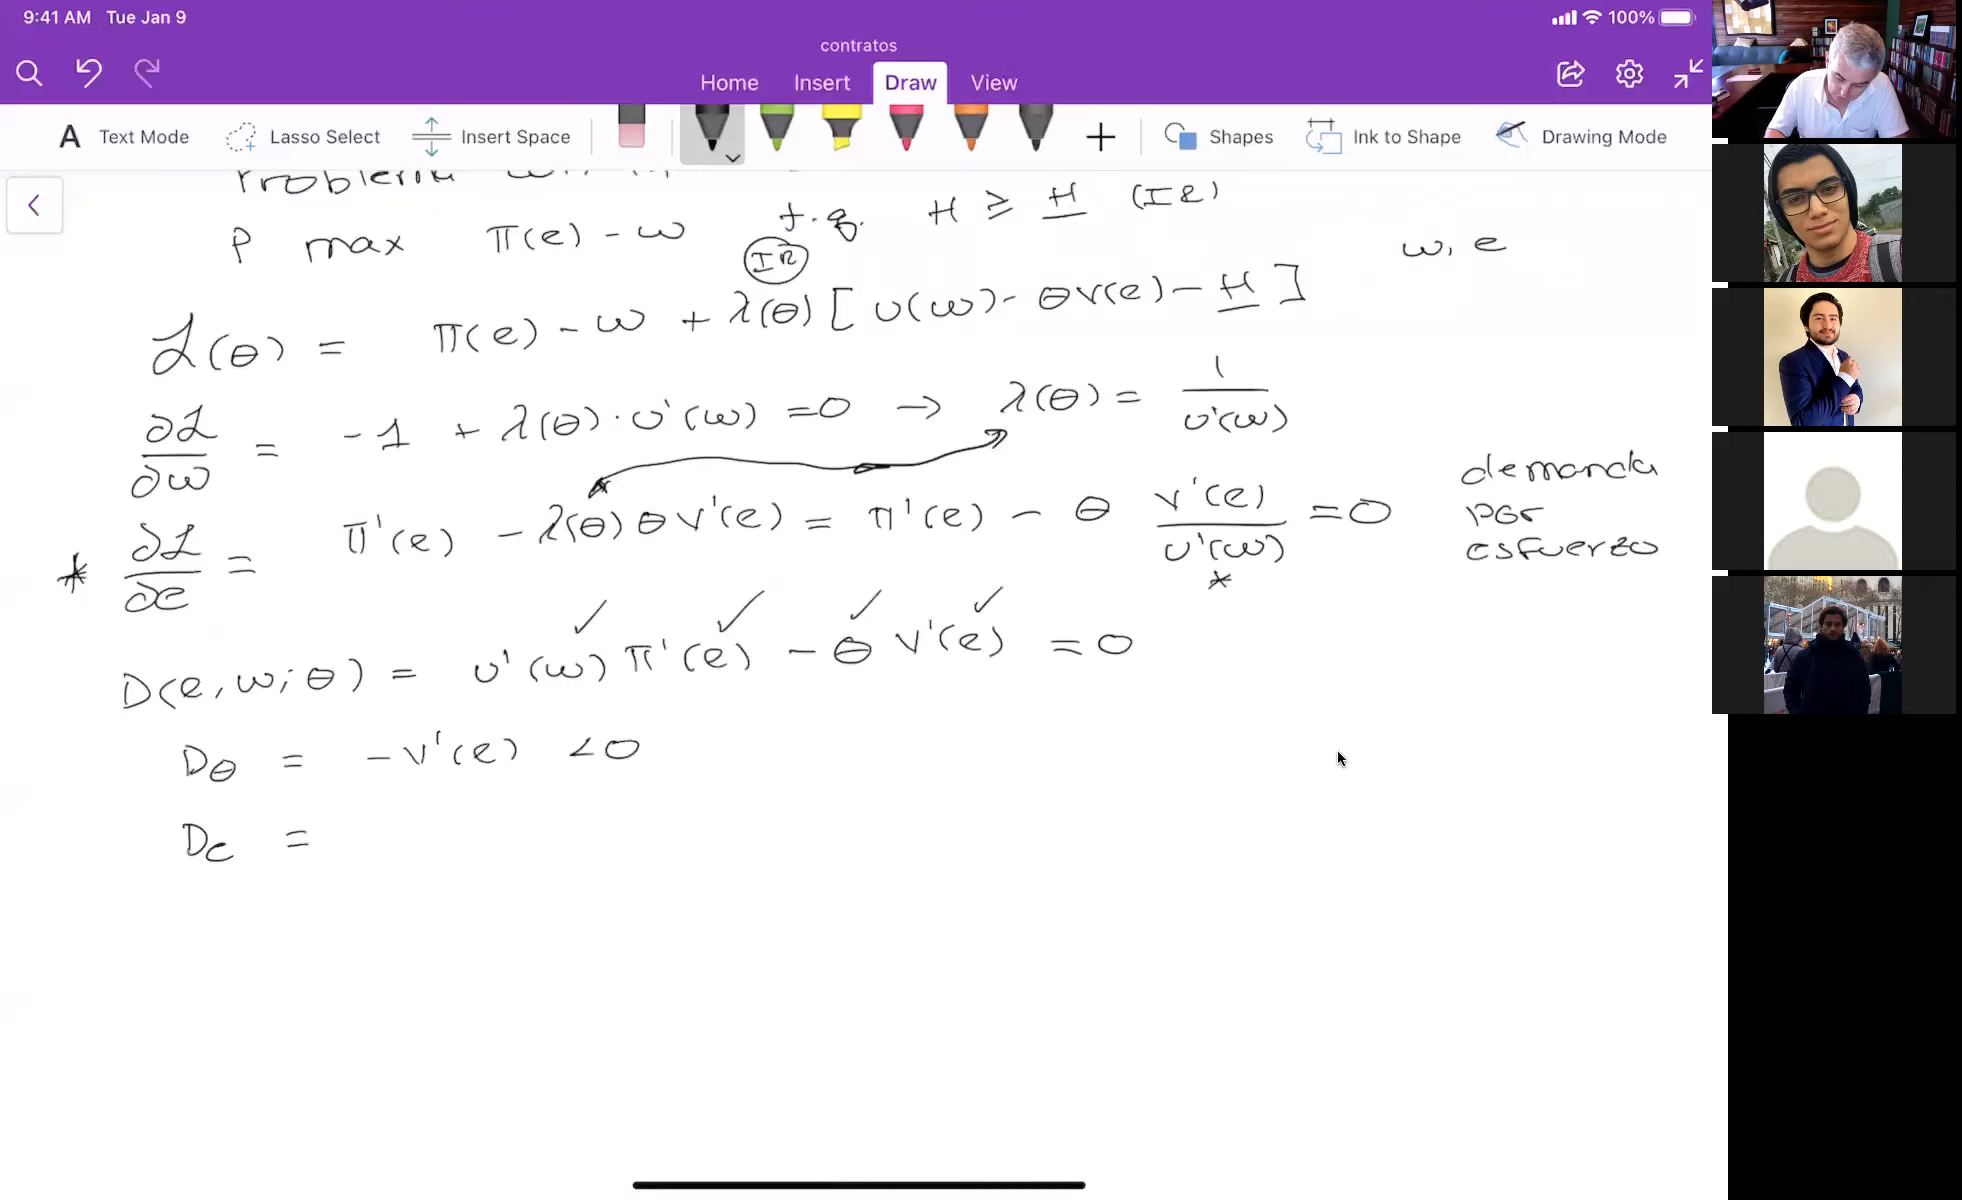 9:41 AM Tue Jan 9
100%
contratos
Home Insert Draw View
A Text Mode Lasso Select Insert Space Shapes Ink to Shape Drawing Mode
Problema
P max π(e) - w t.q. H ≥ H (IR)
w, e
IR
ℒ(θ) = π(e) - w + λ(θ) [ u(w) - θv(e) - H ]
∂ℒ/∂w = -1 + λ(θ) · u'(w) = 0 → λ(θ) = 1/u'(w)
* ∂ℒ/∂e = π'(e) - λ(θ) θ v'(e) = π'(e) - θ v'(e)/u'(w) = 0
*
demanda
por
esfuerzo
✓ ✓ ✓ ✓
D(e, w; θ) = u'(w) π'(e) - θ v'(e) = 0
Dθ = -v'(e) < 0
De =